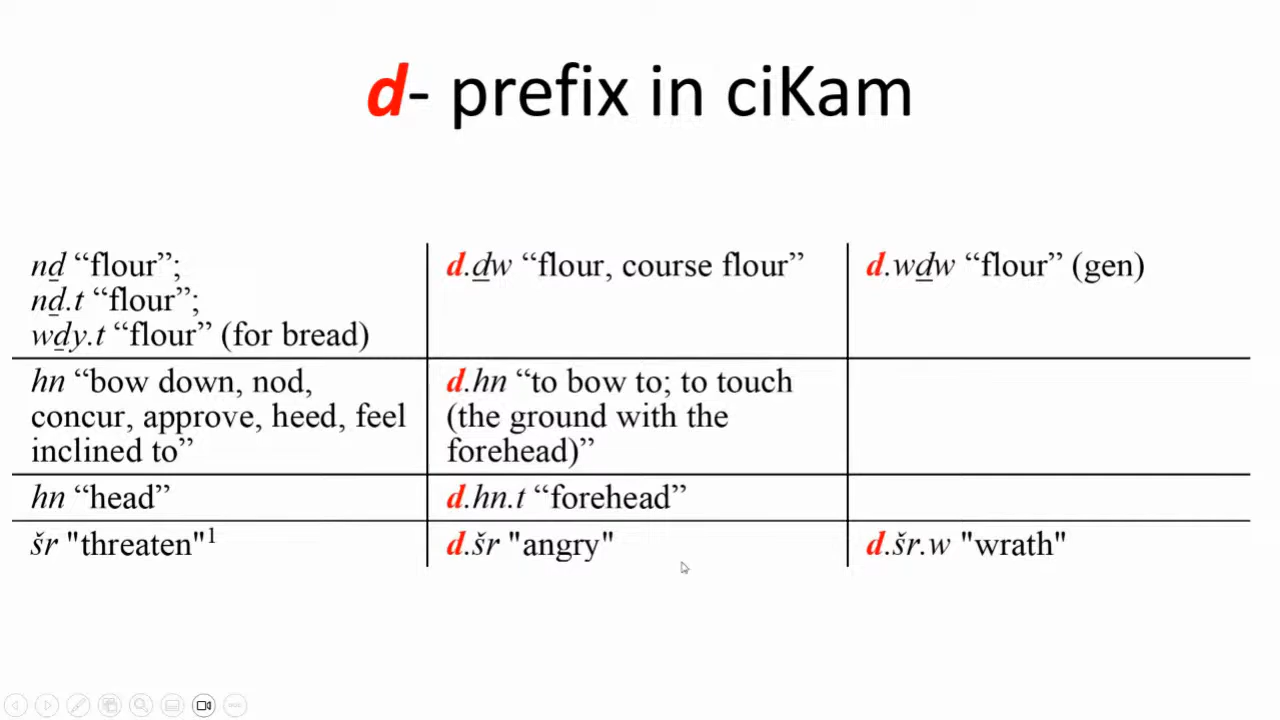 d- prefix in ciKam
nḏ “flour”;
nḏ.t “flour”;
wḏy.t “flour” (for bread)
d.ḏw “flour, course flour”
d.wḏw “flour” (gen)
hn “bow down, nod,
concur, approve, heed, feel
inclined to”
d.hn “to bow to; to touch
(the ground with the
forehead)”
hn “head”
d.hn.t “forehead”
šr "threaten"¹
d.šr "angry"
d.šr.w "wrath"